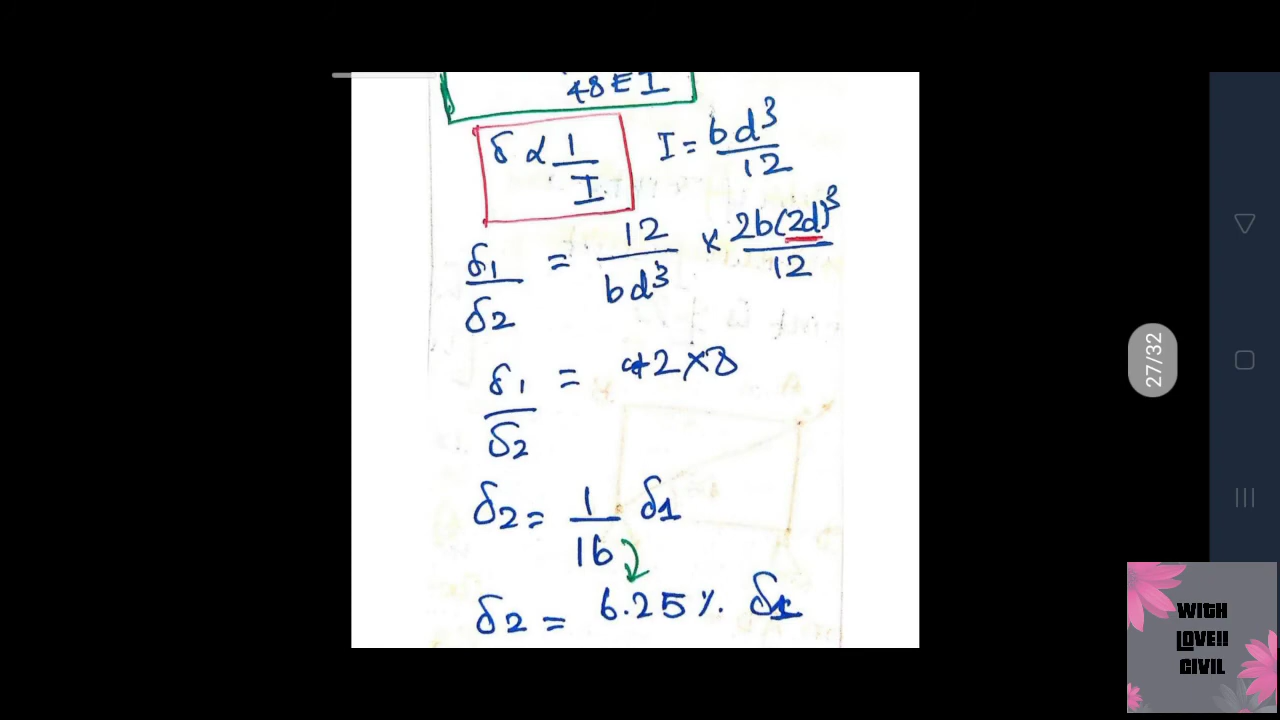 48EI
δ ∝ 1/I I = bd³/12
δ1/δ2 = 12/bd³ × 2b(2d)³/12
δ1/δ2 = 2×8
δ2 = 1/16 δ1
δ2 = 6.25%. δ1
27/32
WITH
LOVEII
CIVIL